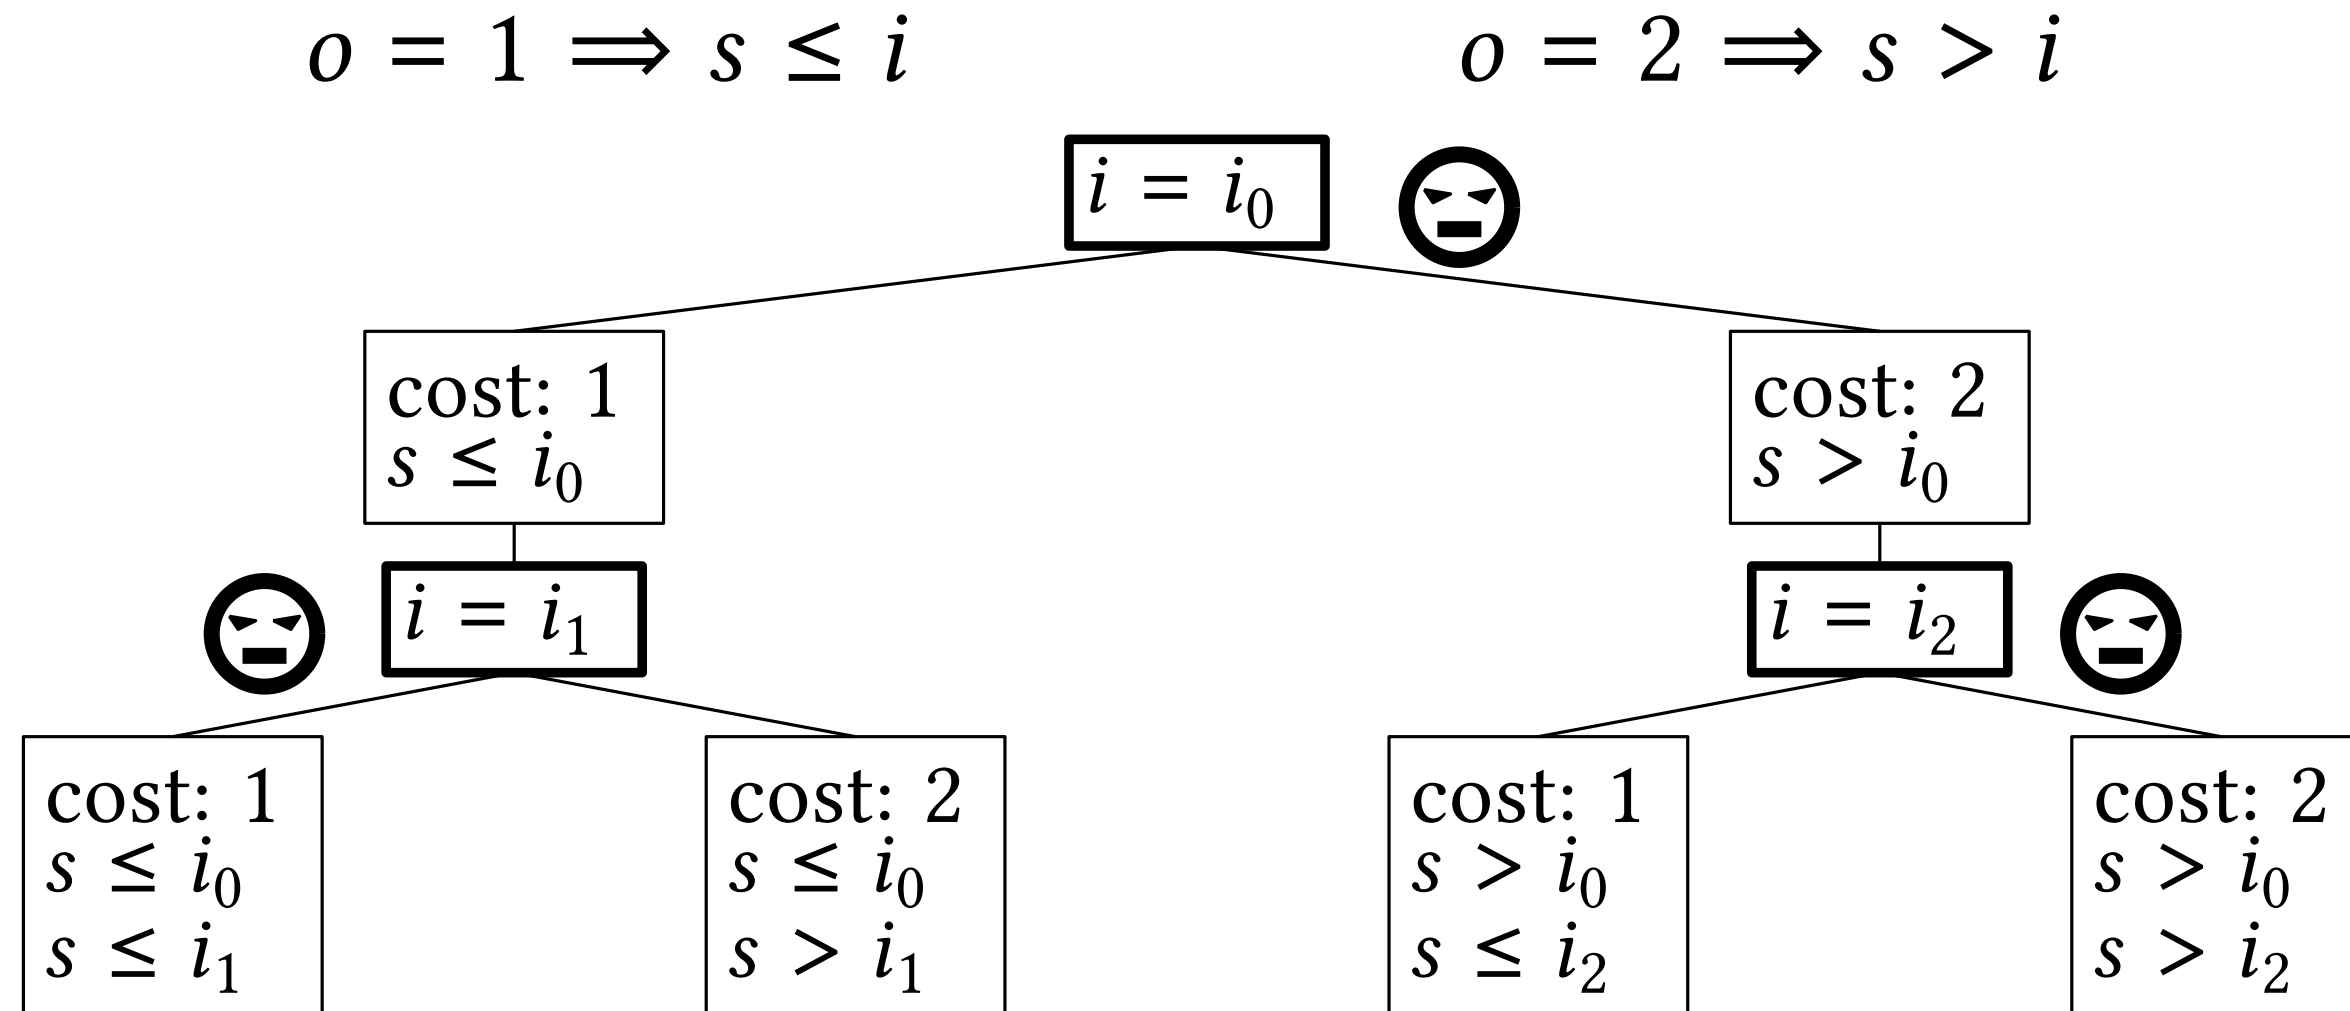 o = 1 ⟹ s ≤ i
o = 2 ⟹ s > i
i = i₀
cost: 1
s ≤ i₀
cost: 2
s > i₀
i = i₁
i = i₂
cost: 1
s ≤ i₀
s ≤ i₁
cost: 2
s ≤ i₀
s > i₁
cost: 1
s > i₀
s ≤ i₂
cost: 2
s > i₀
s > i₂